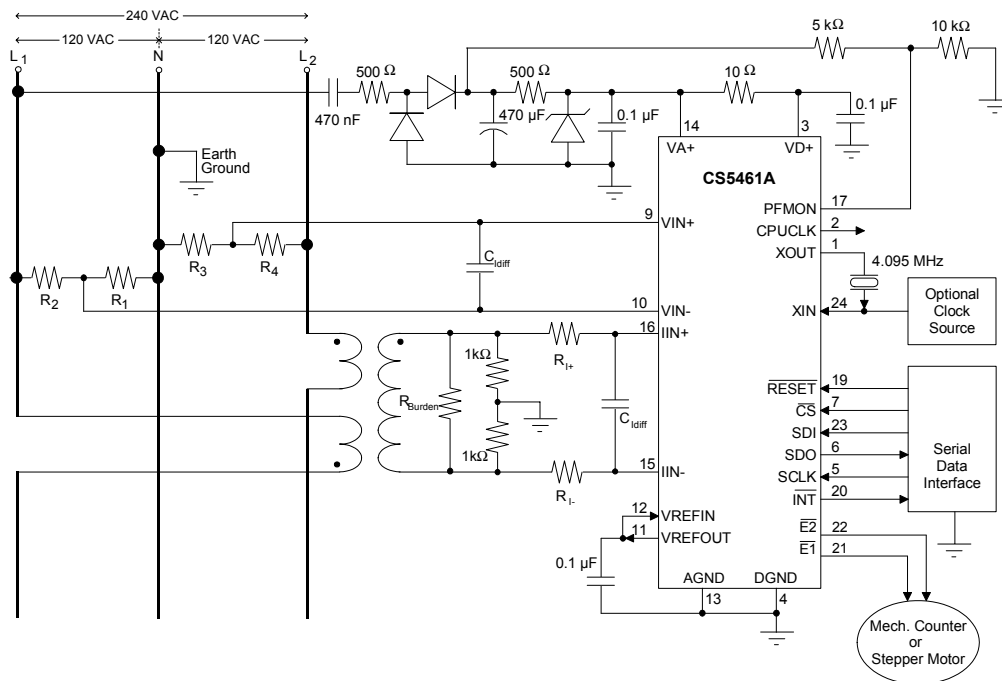 240 VAC
120 VAC
120 VAC
L1
N
L2
5 kΩ
10 kΩ
500 Ω
500 Ω
10 Ω
470 nF
470 µF
0.1 µF
0.1 µF
14
3
VA+
VD+
Earth
Ground
CS5461A
9
VIN+
PFMON
17
CPUCLK
2
XOUT
1
R3
R4
CIdiff
4.095 MHz
R2
R1
10
VIN-
XIN
24
Optional
Clock
Source
16
IIN+
RI+
1kΩ
RBurden
CIdiff
1kΩ
RI-
15
IIN-
RESET
19
CS
7
SDI
23
SDO
6
SCLK
5
INT
20
Serial
Data
Interface
12
VREFIN
11
VREFOUT
E2
22
E1
21
0.1 µF
AGND
DGND
13
4
Mech. Counter
or
Stepper Motor